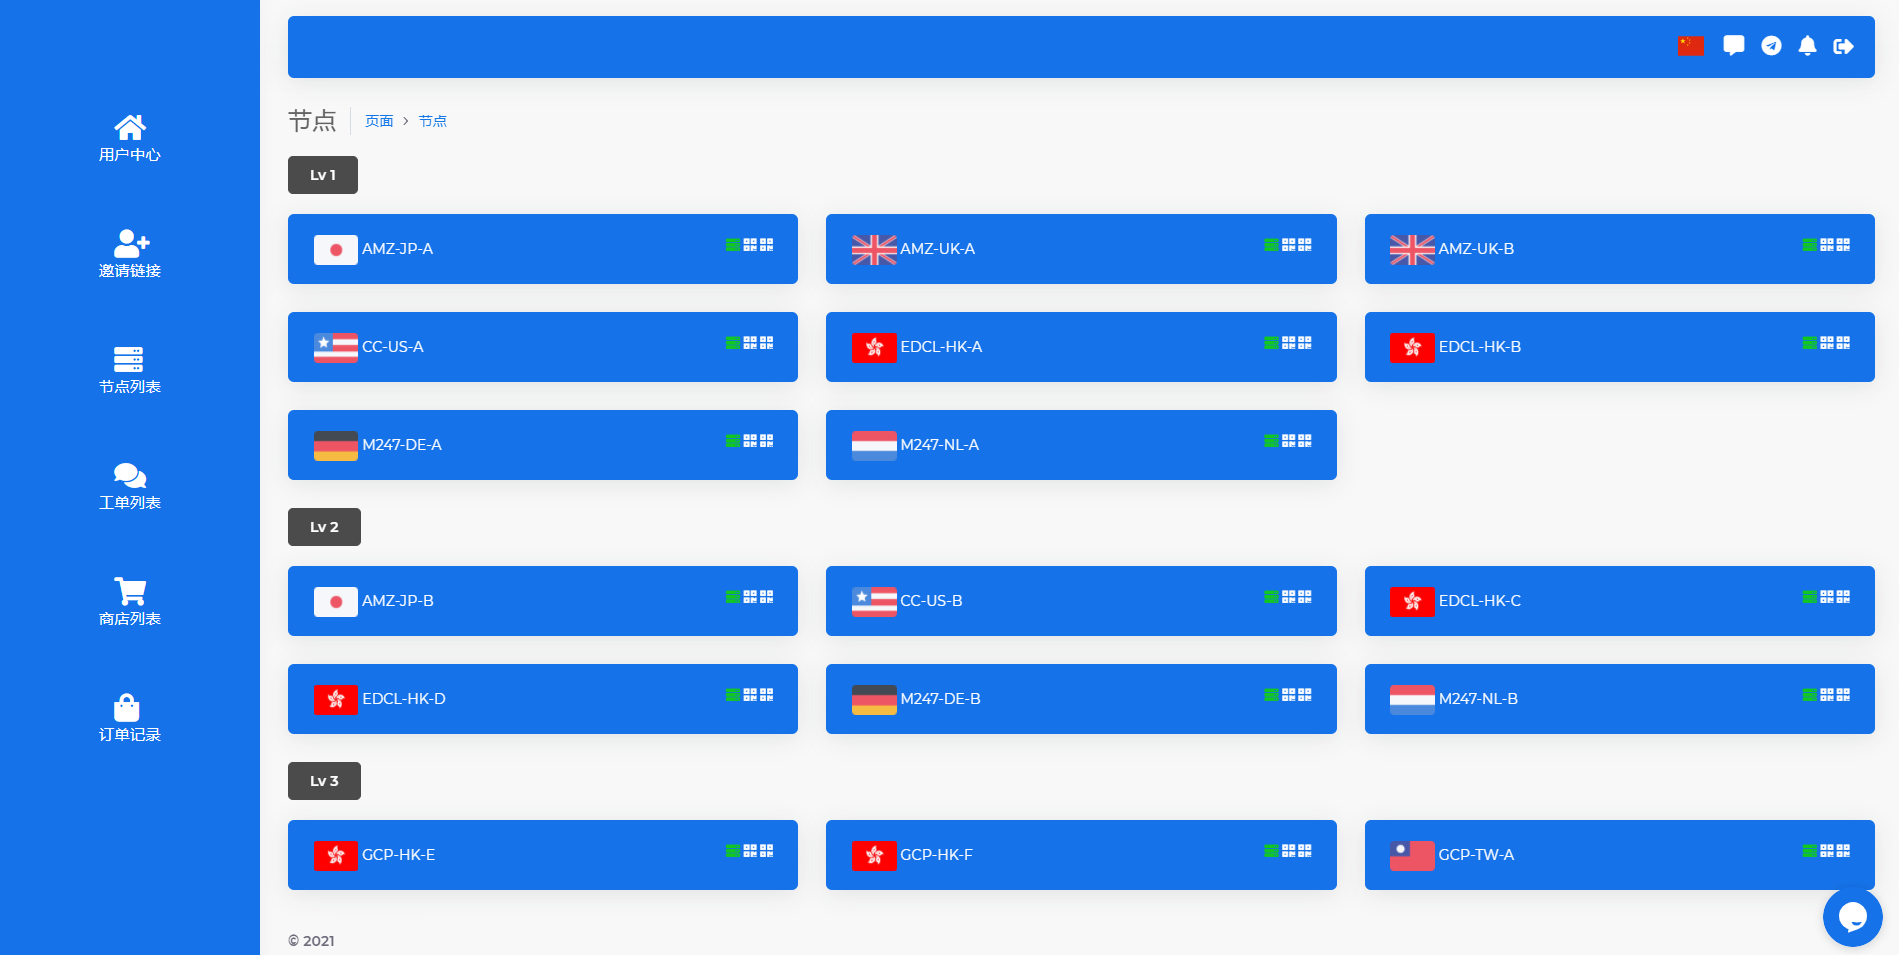 用户中心
邀请链接
节点列表
工单列表
商店列表
订单记录
节点 页面 > 节点
Lv 1
AMZ-JP-A AMZ-UK-A AMZ-UK-B
CC-US-A EDCL-HK-A EDCL-HK-B
M247-DE-A M247-NL-A
Lv 2
AMZ-JP-B CC-US-B EDCL-HK-C
EDCL-HK-D M247-DE-B M247-NL-B
Lv 3
GCP-HK-E GCP-HK-F GCP-TW-A
© 2021